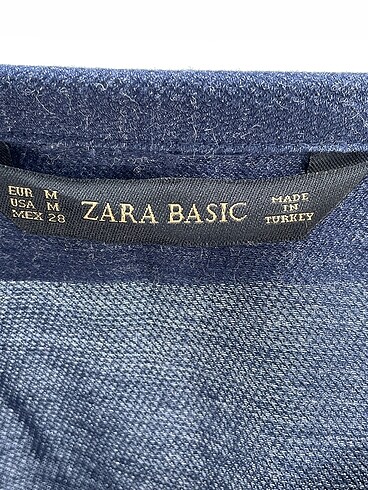 EUR M
USA M
MEX 28
ZARA BASIC
MADE
IN
TURKEY